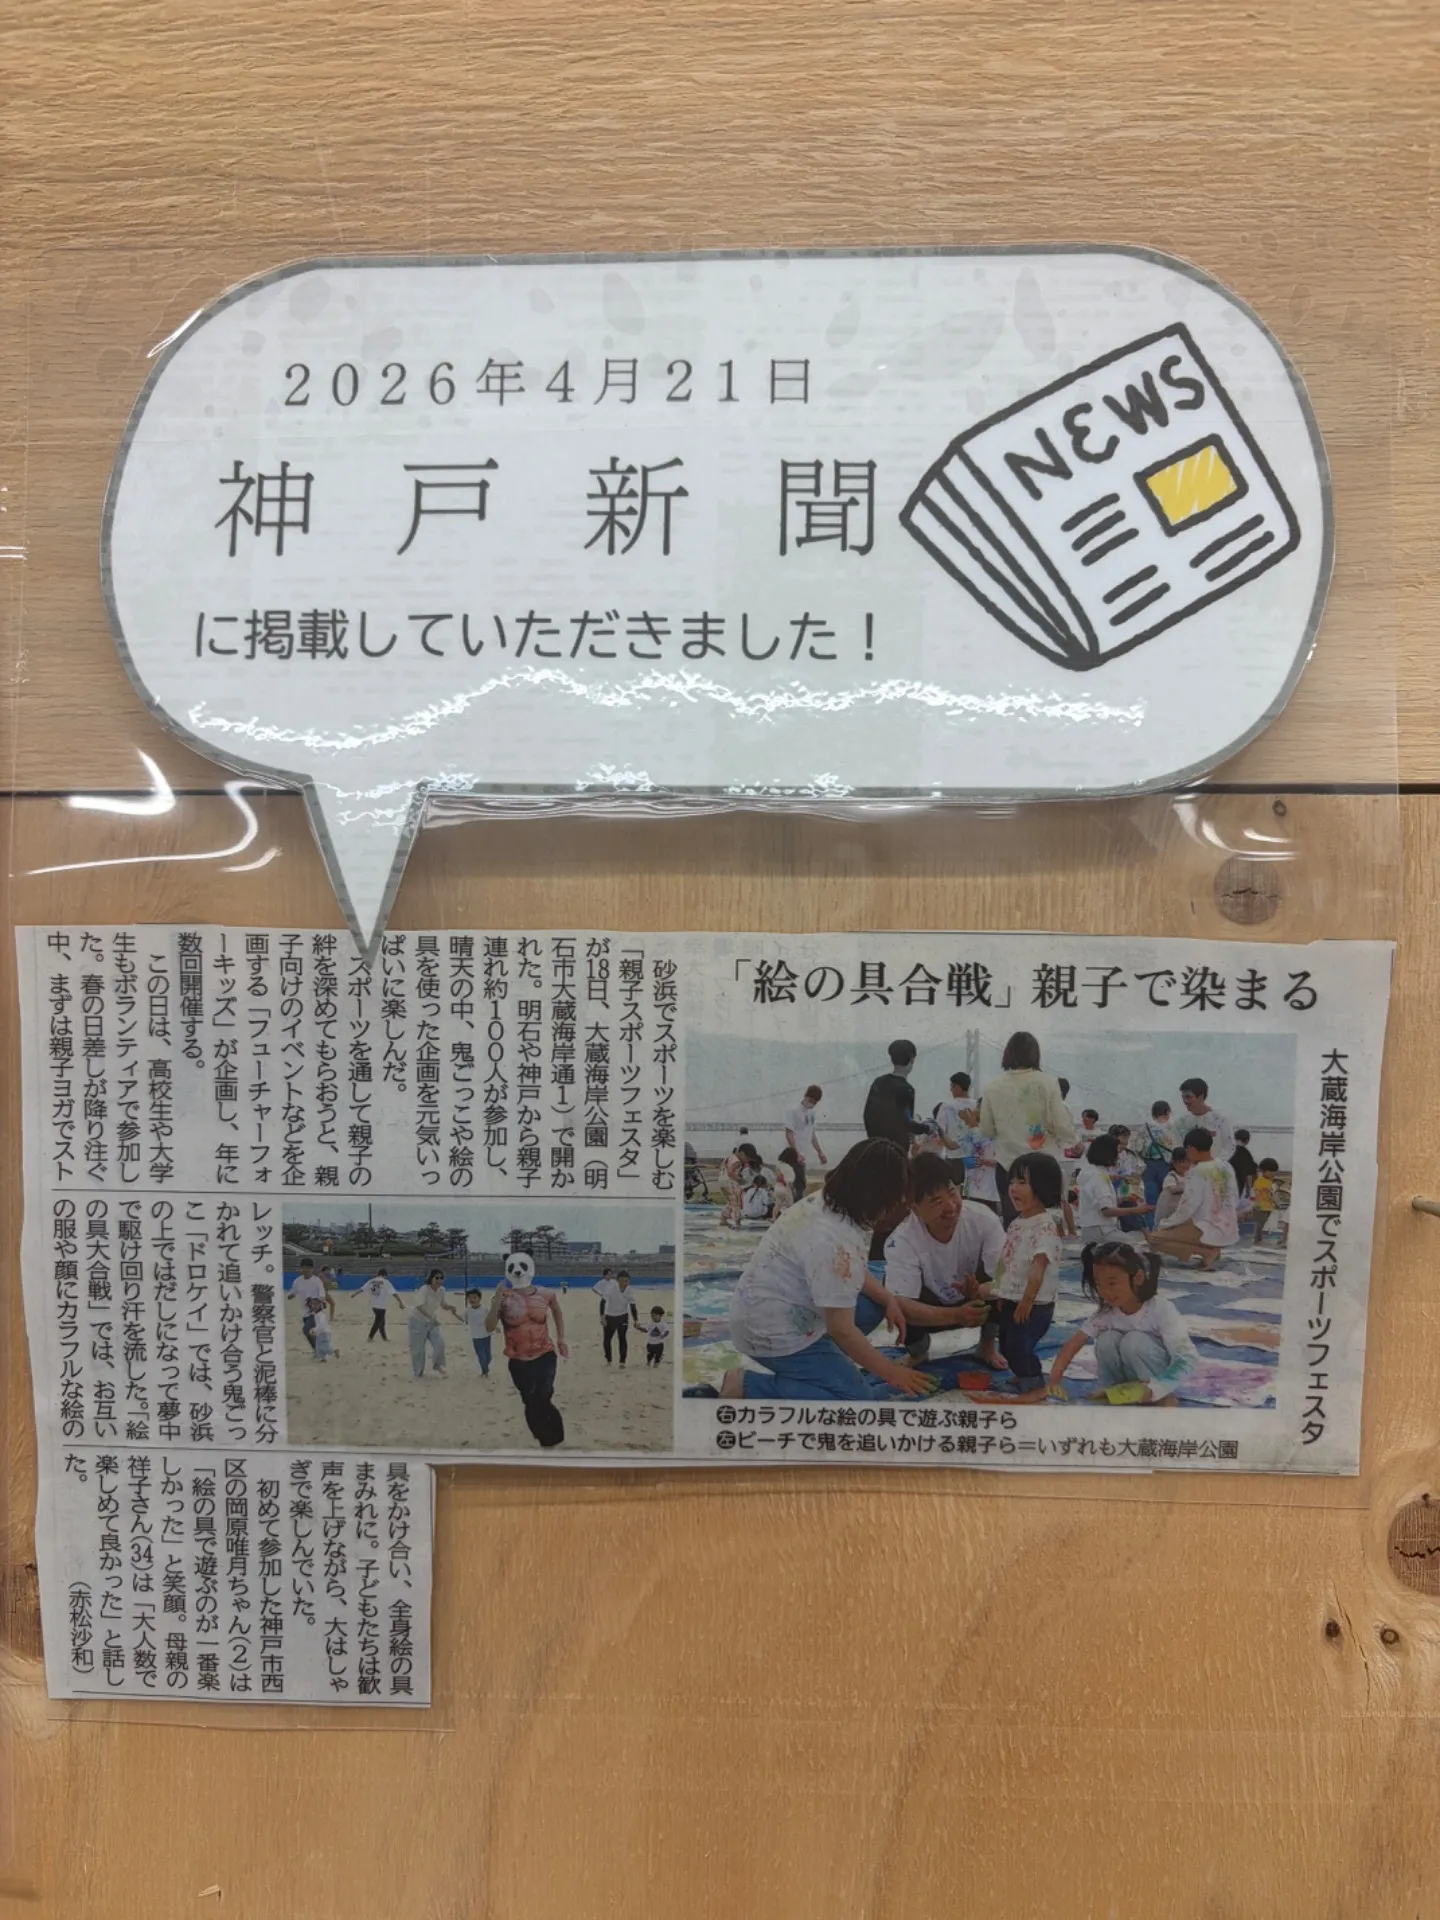 2026年4月21日
神戸新聞
に掲載していただきました!
NEWS
「絵の具合戦」親子で染まる
大蔵海岸公園でスポーツフェスタ
㊨カラフルな絵の具で遊ぶ親子ら
㊧ビーチで鬼を追いかける親子ら＝いずれも大蔵海岸公園
砂浜でスポーツを楽しむ
「親子スポーツフェスタ」
が18日、大蔵海岸公園（明
石市大蔵海岸通1）で開か
れた。明石や神戸から親子
連れ約100人が参加し、
晴天の中、鬼ごっこや絵の
具を使った企画を元気いっ
ぱいに楽しんだ。
スポーツを通して親子の
絆を深めてもらおうと、親
子向けのイベントなどを企
画する「フューチャーフォ
ーキッズ」が企画し、年に
数回開催する。
この日は、高校生や大学
生もボランティアで参加し
た。春の日差しが降り注ぐ
中、まずは親子ヨガでスト
レッチ。警察官と泥棒に分
かれて追いかけ合う鬼ごっ
こ「ドロケイ」では、砂浜
の上ではだしになって夢中
で駆け回り汗を流した。「絵
の具大合戦」では、お互い
の服や顔にカラフルな絵の
具をかけ合い、全身絵の具
まみれに。子どもたちは歓
声を上げながら、大はしゃ
ぎで楽しんでいた。
初めて参加した神戸市西
区の岡原唯月ちゃん(2)は
「絵の具で遊ぶのが一番楽
しかった」と笑顔。母親の
祥子さん(34)は「大人数で
楽しめて良かった」と話し
た。
（赤松沙和）